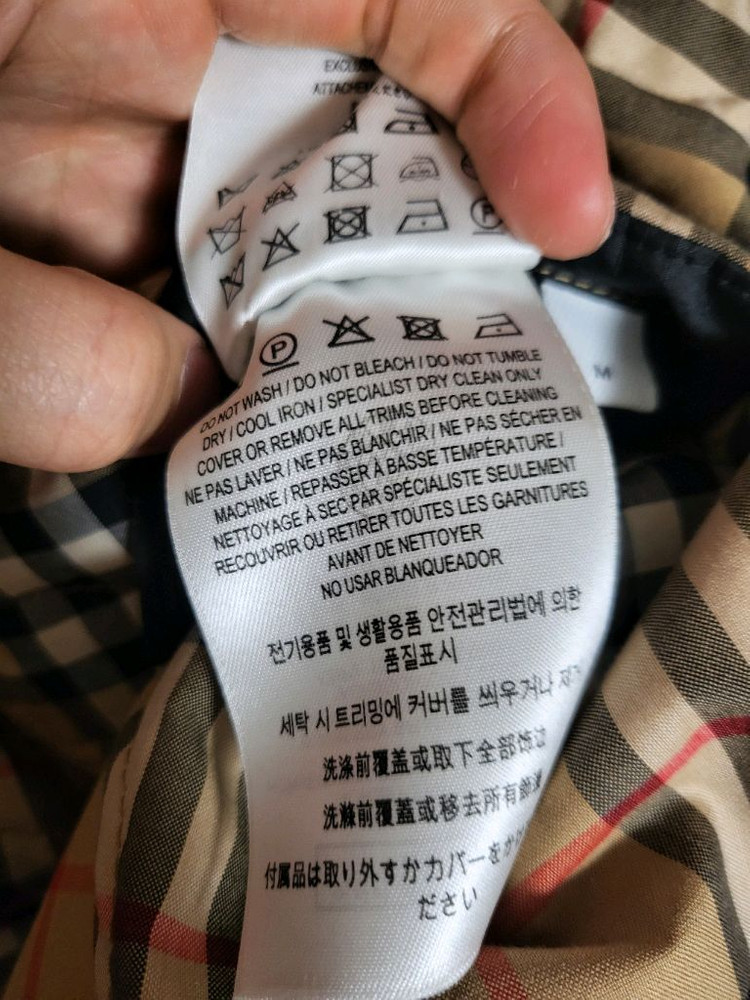 EXCLUS
ATTACHE
P
P
M
DO NOT WASH / DO NOT BLEACH / DO NOT TUMBLE
DRY / COOL IRON / SPECIALIST DRY CLEAN ONLY
COVER OR REMOVE ALL TRIMS BEFORE CLEANING
NE PAS LAVER / NE PAS BLANCHIR / NE PAS SÉCHER EN
MACHINE / REPASSER À BASSE TEMPÉRATURE /
NETTOYAGE À SEC PAR SPÉCIALISTE SEULEMENT
RECOUVRIR OU RETIRER TOUTES LES GARNITURES
AVANT DE NETTOYER
NO USAR BLANQUEADOR
전기용품 및 생활용품 안전관리법에 의한
품질표시
세탁 시 트리밍에 커버를 씌우거나
洗涤前覆盖或取下全部饰边
洗滌前覆蓋或移去所有飾邊
付属品は取り外すかカバーをか
ださい